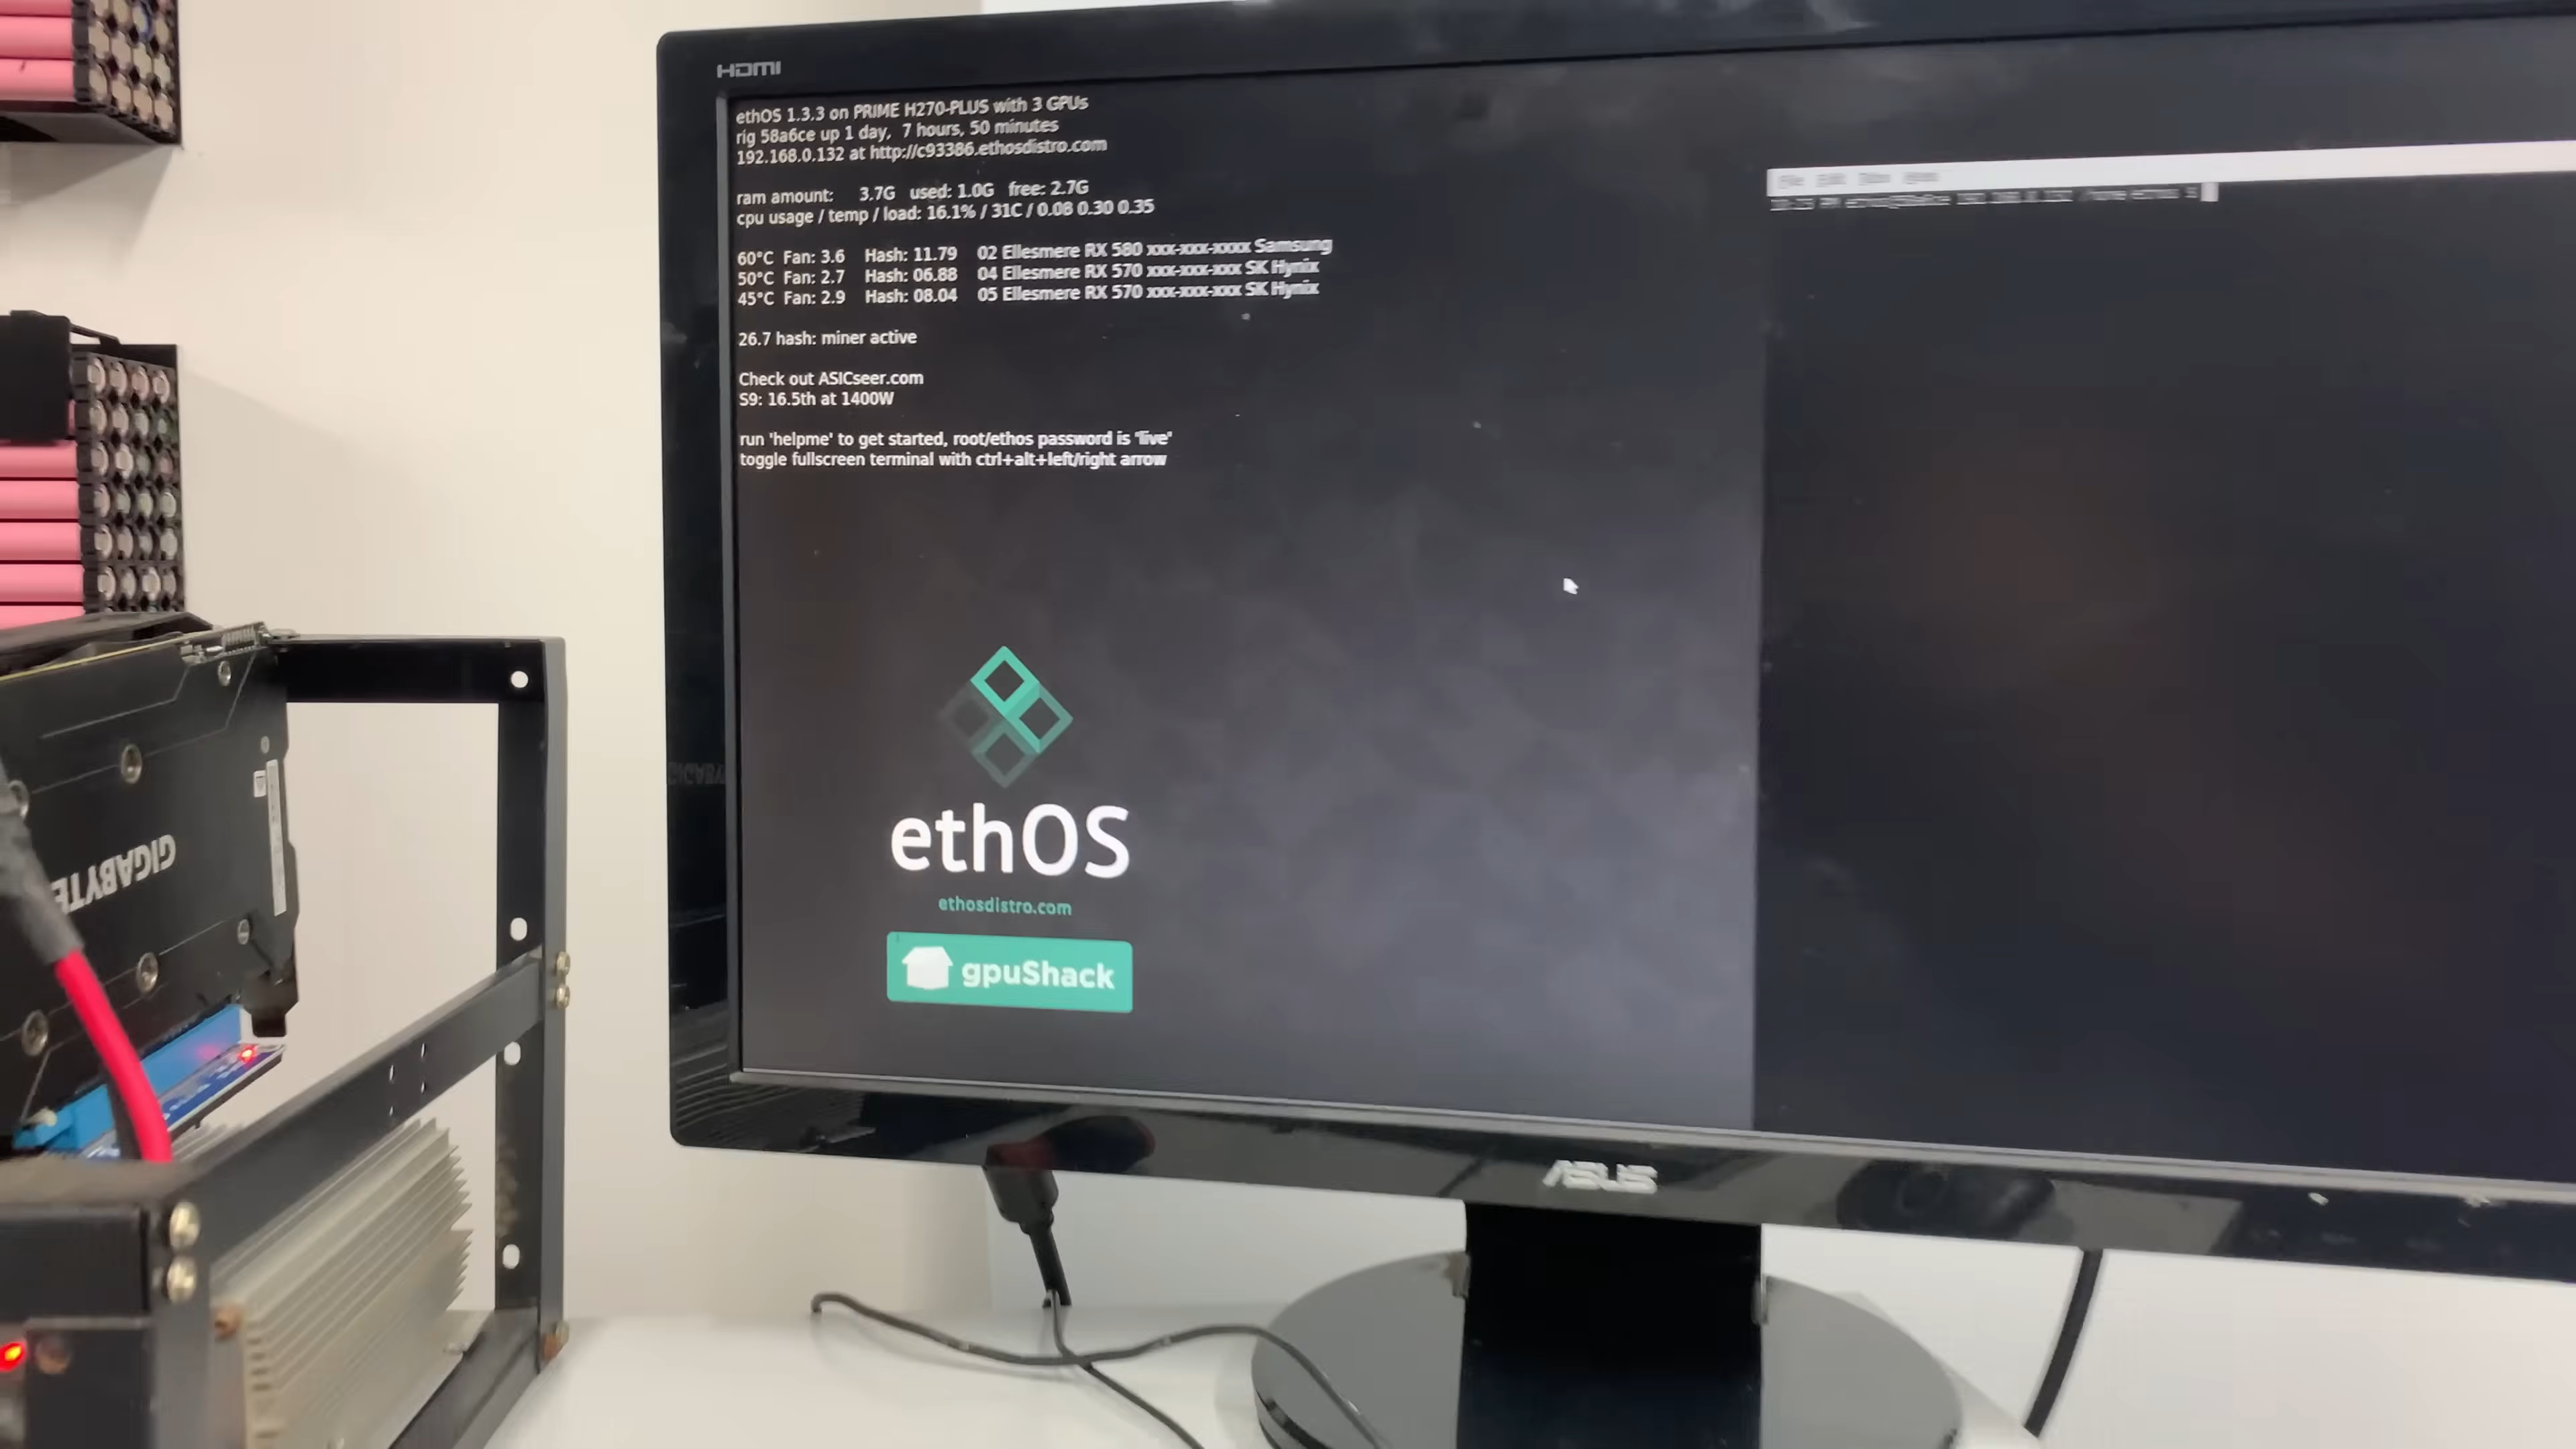 HDMI
ethOS 1.3.3 on PRIME H270-PLUS with 3 GPUs
rig 58a6ce up 1 day, 7 hours, 50 minutes
192.168.0.132 at http://c93386.ethosdistro.com
ram amount: 3.7G used: 1.0G free: 2.7G
cpu usage / temp / load: 16.1% / 31C / 0.08 0.30 0.35
60°C Fan: 3.6 Hash: 11.79 02 Ellesmere RX 580 xxx-xxx-xxxx Samsung
50°C Fan: 2.7 Hash: 06.88 04 Ellesmere RX 570 xxx-xxx-xxx SK Hynix
45°C Fan: 2.9 Hash: 08.04 05 Ellesmere RX 570 xxx-xxx-xxx SK Hynix
26.7 hash: miner active
Check out ASICseer.com
S9: 16.5th at 1400W
run 'helpme' to get started, root/ethos password is 'live'
toggle fullscreen terminal with ctrl+alt+left/right arrow
ethOS
ethosdistro.com
gpuShack
File Edit Tabs Help
ASUS
GIGABYTE